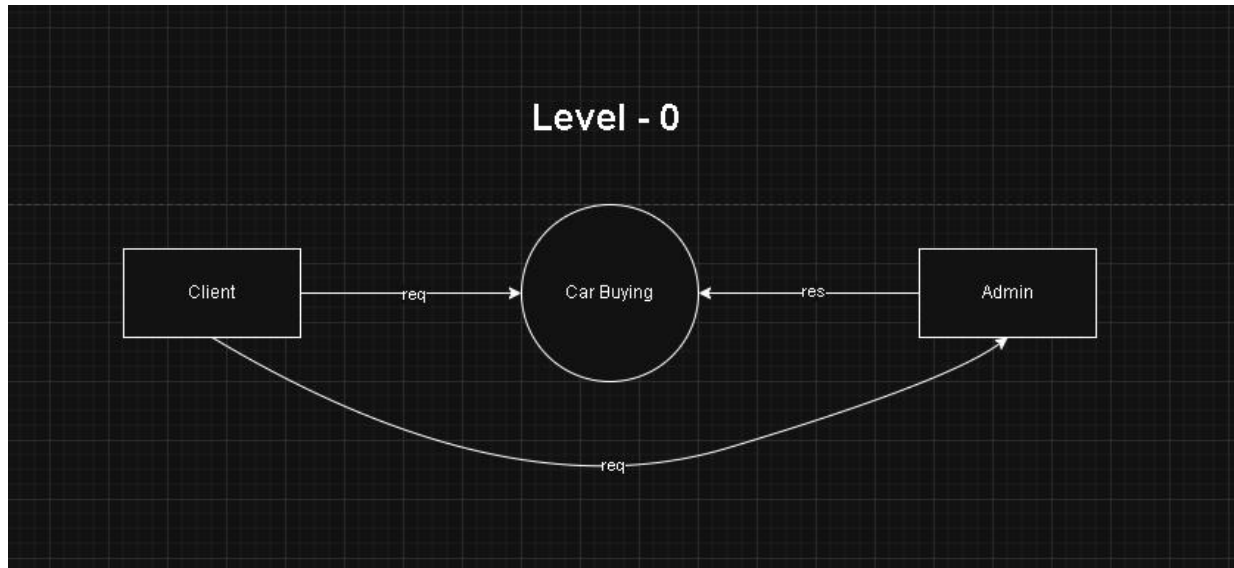 Level - 0
Client
req
Car Buying
res
Admin
req